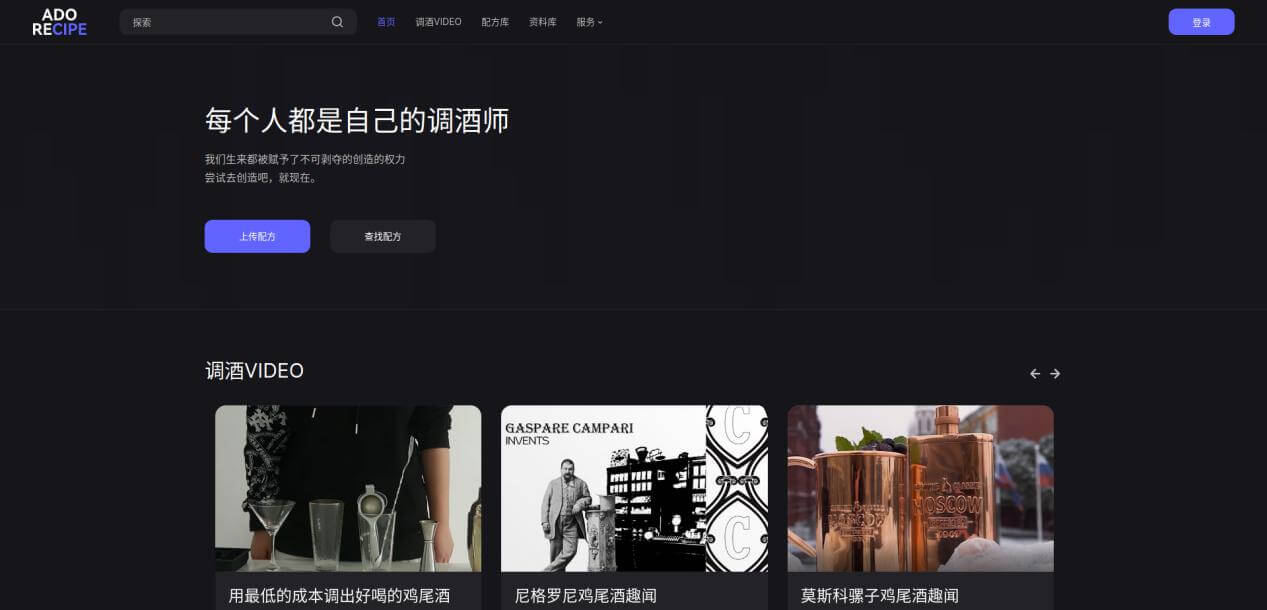 ADO
RECIPE
探索
首页
调酒VIDEO
配方库
资料库
服务
登录
每个人都是自己的调酒师
我们生来都被赋予了不可剥夺的创造的权力
尝试去创造吧，就现在。
上传配方
查找配方
调酒VIDEO
GASPARE CAMPARI
INVENTS
C
C
MOSCOW
用最低的成本调出好喝的鸡尾酒
尼格罗尼鸡尾酒趣闻
莫斯科骡子鸡尾酒趣闻